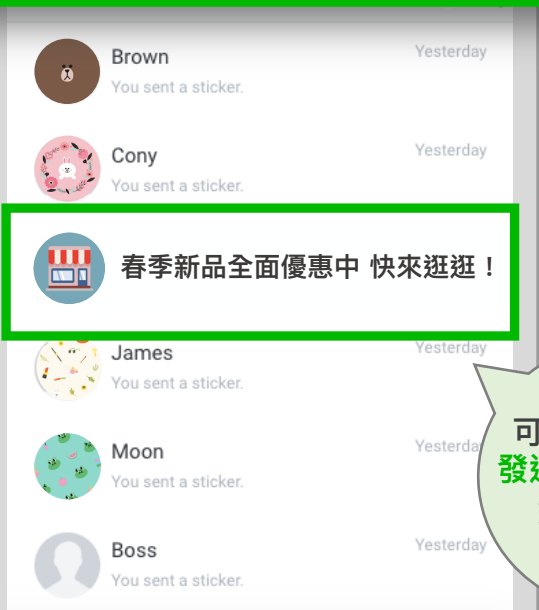 Brown
Yesterday
You sent a sticker.
Cony
Yesterday
You sent a sticker.
春季新品全面優惠中 快來逛逛！
James
Yesterday
You sent a sticker.
Moon
Yesterda
You sent a sticker.
Boss
Yesterday
You sent a sticker.
可
發